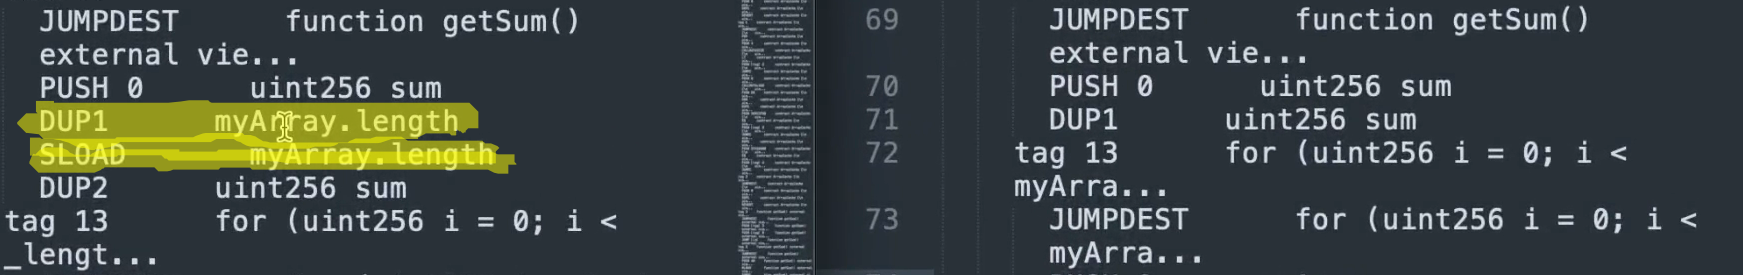 JUMPDEST function getSum()
external vie...
PUSH 0 uint256 sum
DUP1 myArray.length
SLOAD myArray.length
DUP2 uint256 sum
tag 13 for (uint256 i = 0; i <
_lengt...
69 JUMPDEST function getSum()
external vie...
70 PUSH 0 uint256 sum
71 DUP1 uint256 sum
72 tag 13 for (uint256 i = 0; i <
myArra...
73 JUMPDEST for (uint256 i = 0; i <
myArra...